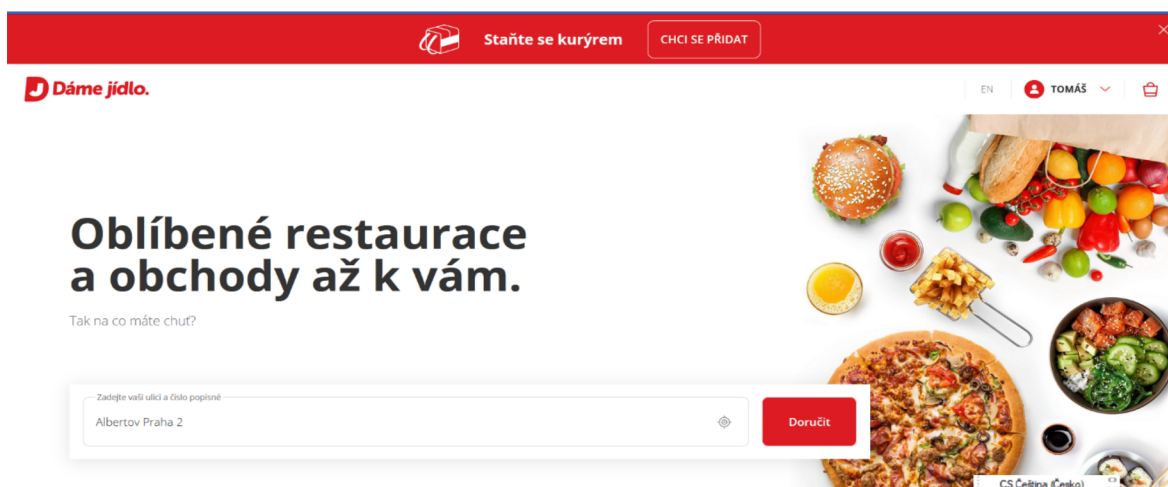 Staňte se kurýrem
CHCI SE PŘIDAT
Dáme jídlo.
EN
TOMÁŠ
Oblíbené restaurace
a obchody až k vám.
Tak na co máte chuť?
Zadejte vaši ulici a číslo popisné
Albertov Praha 2
Doručit
CS Čeština (Česko)